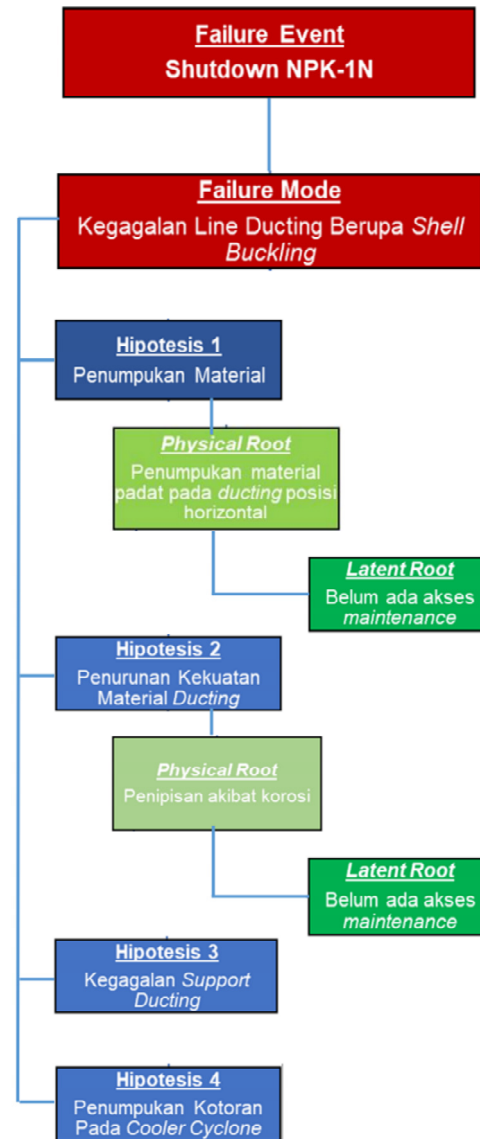 Failure Event
Shutdown NPK-1N
Failure Mode
Kegagalan Line Ducting Berupa Shell
Buckling
Hipotesis 1
Penumpukan Material
Physical Root
Penumpukan material
padat pada ducting posisi
horizontal
Latent Root
Belum ada akses
maintenance
Hipotesis 2
Penurunan Kekuatan
Material Ducting
Physical Root
Penipisan akibat korosi
Latent Root
Belum ada akses
maintenance
Hipotesis 3
Kegagalan Support
Ducting
Hipotesis 4
Penumpukan Kotoran
Pada Cooler Cyclone